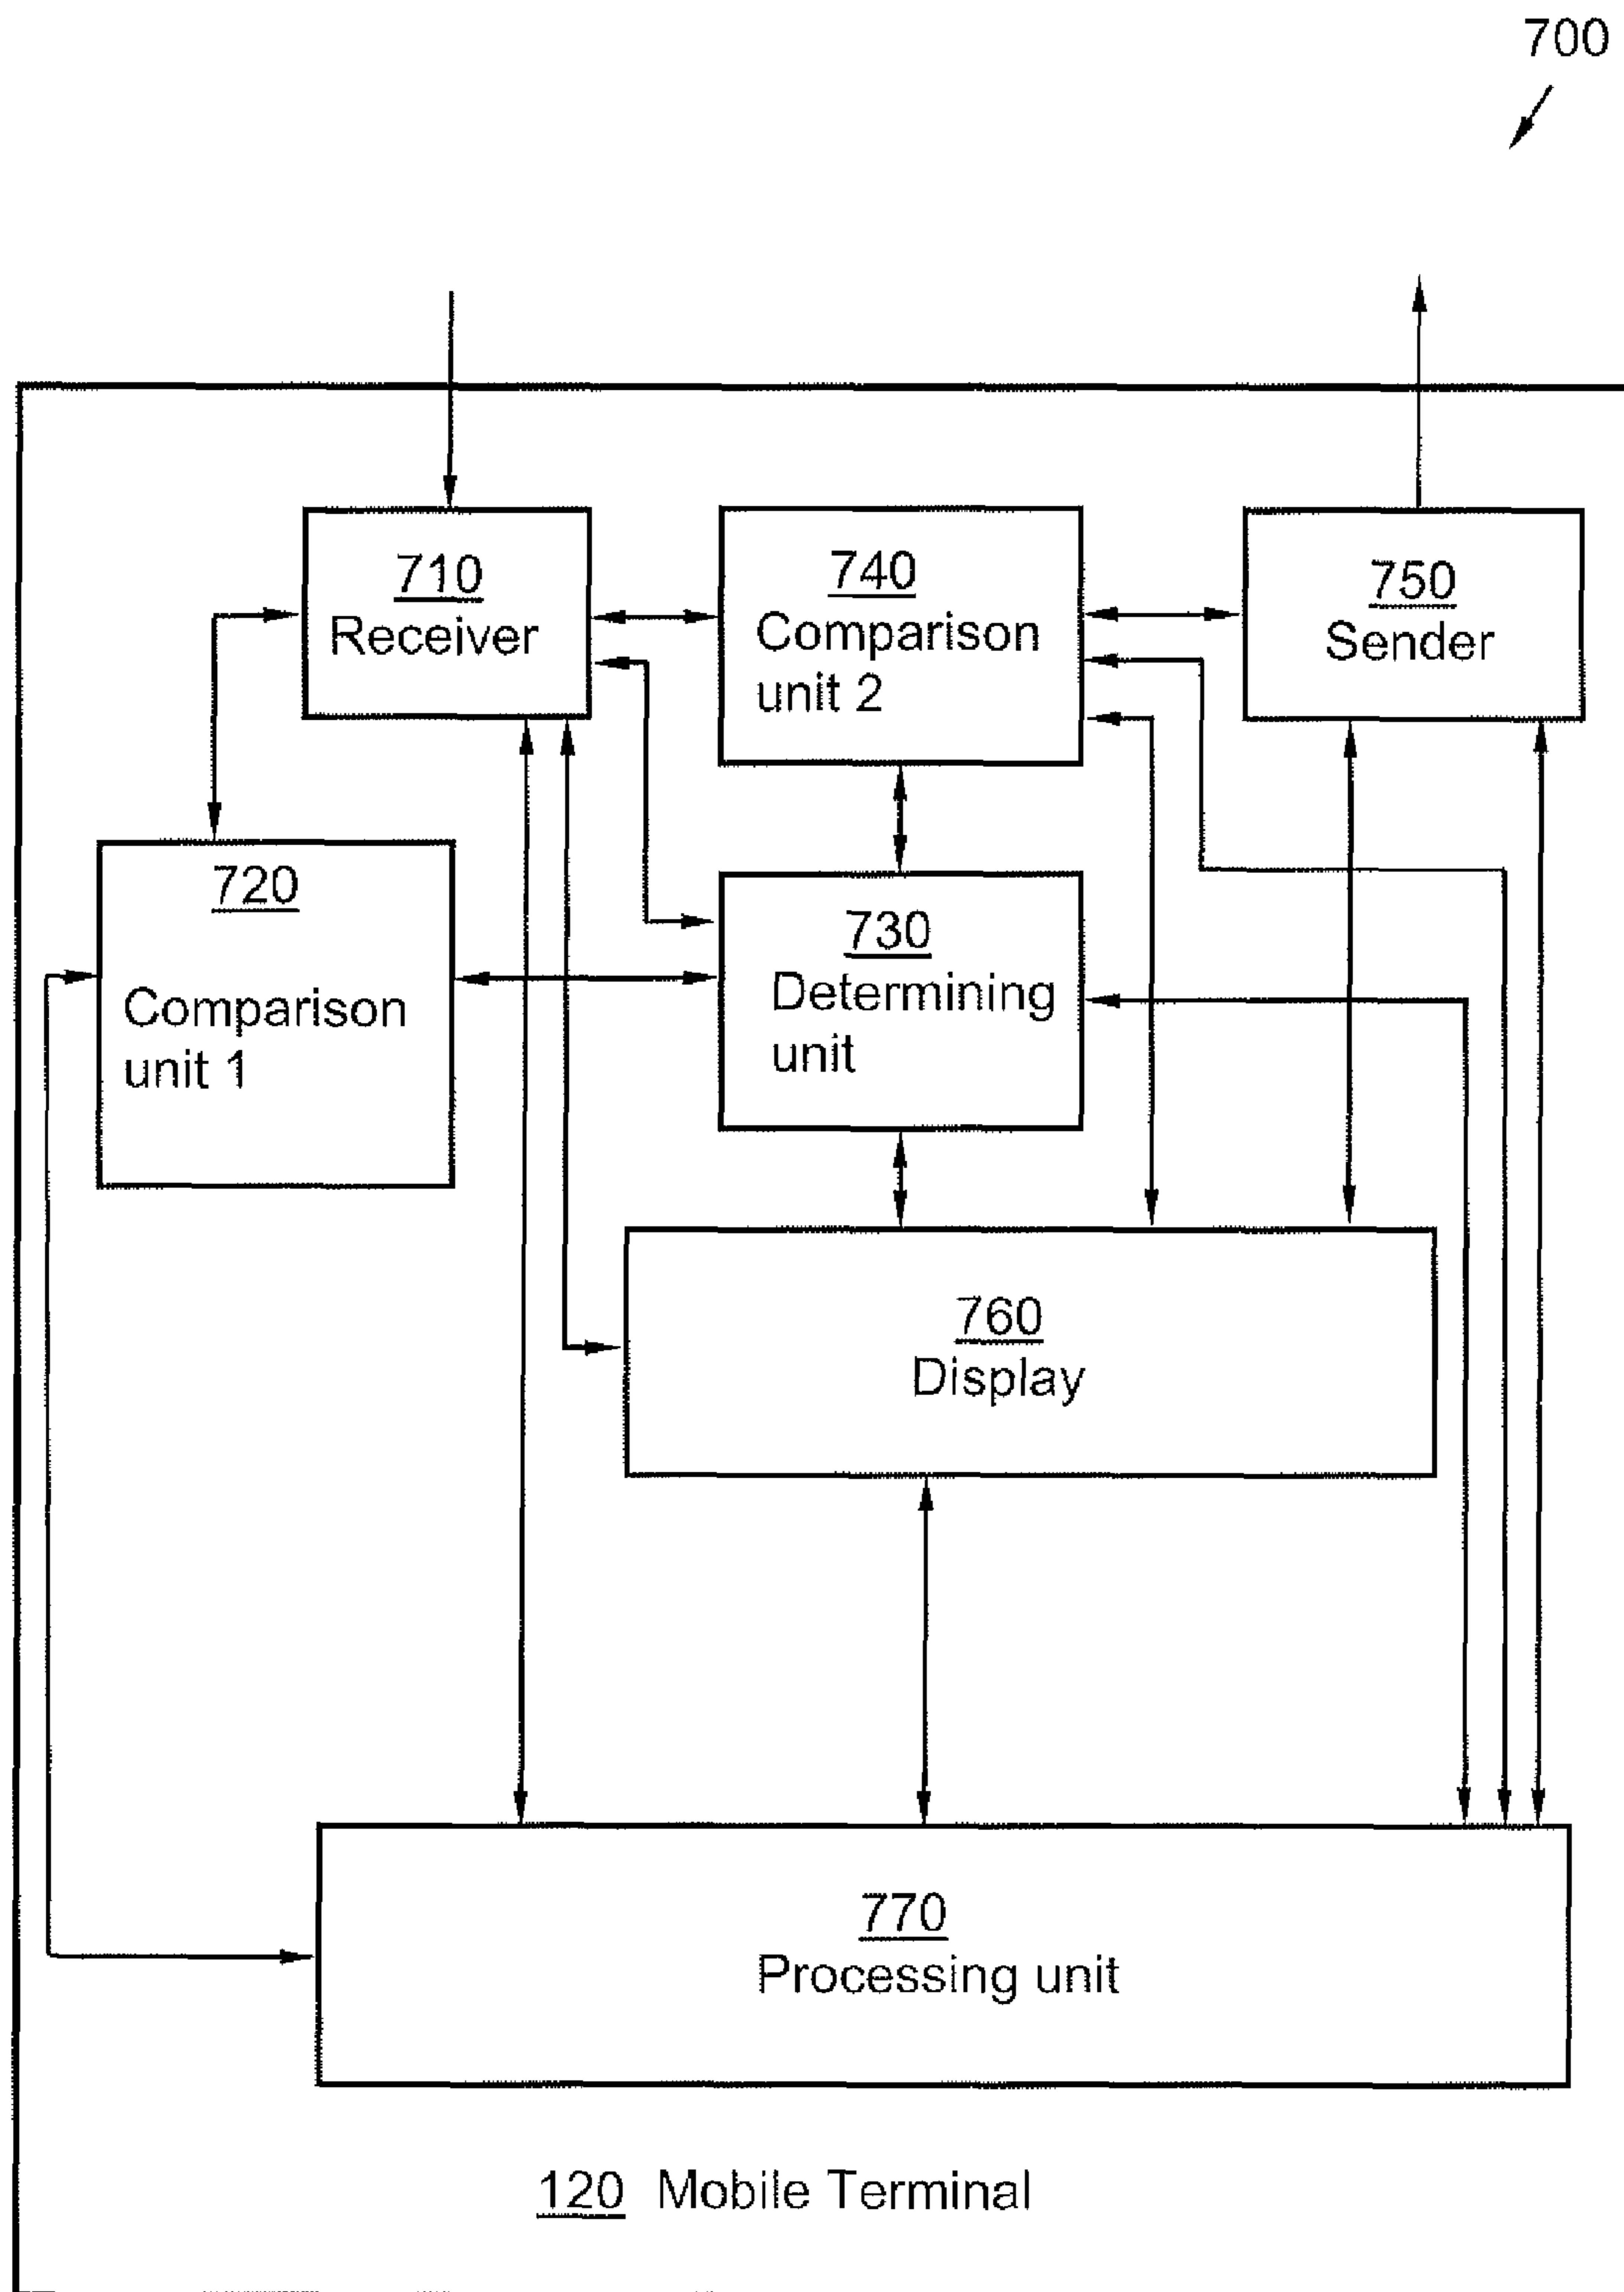 700
710
Receiver
740
Comparison
unit 2
750
Sender
720
Comparison
unit 1
730
Determining
unit
760
Display
770
Processing unit
120 Mobile Terminal